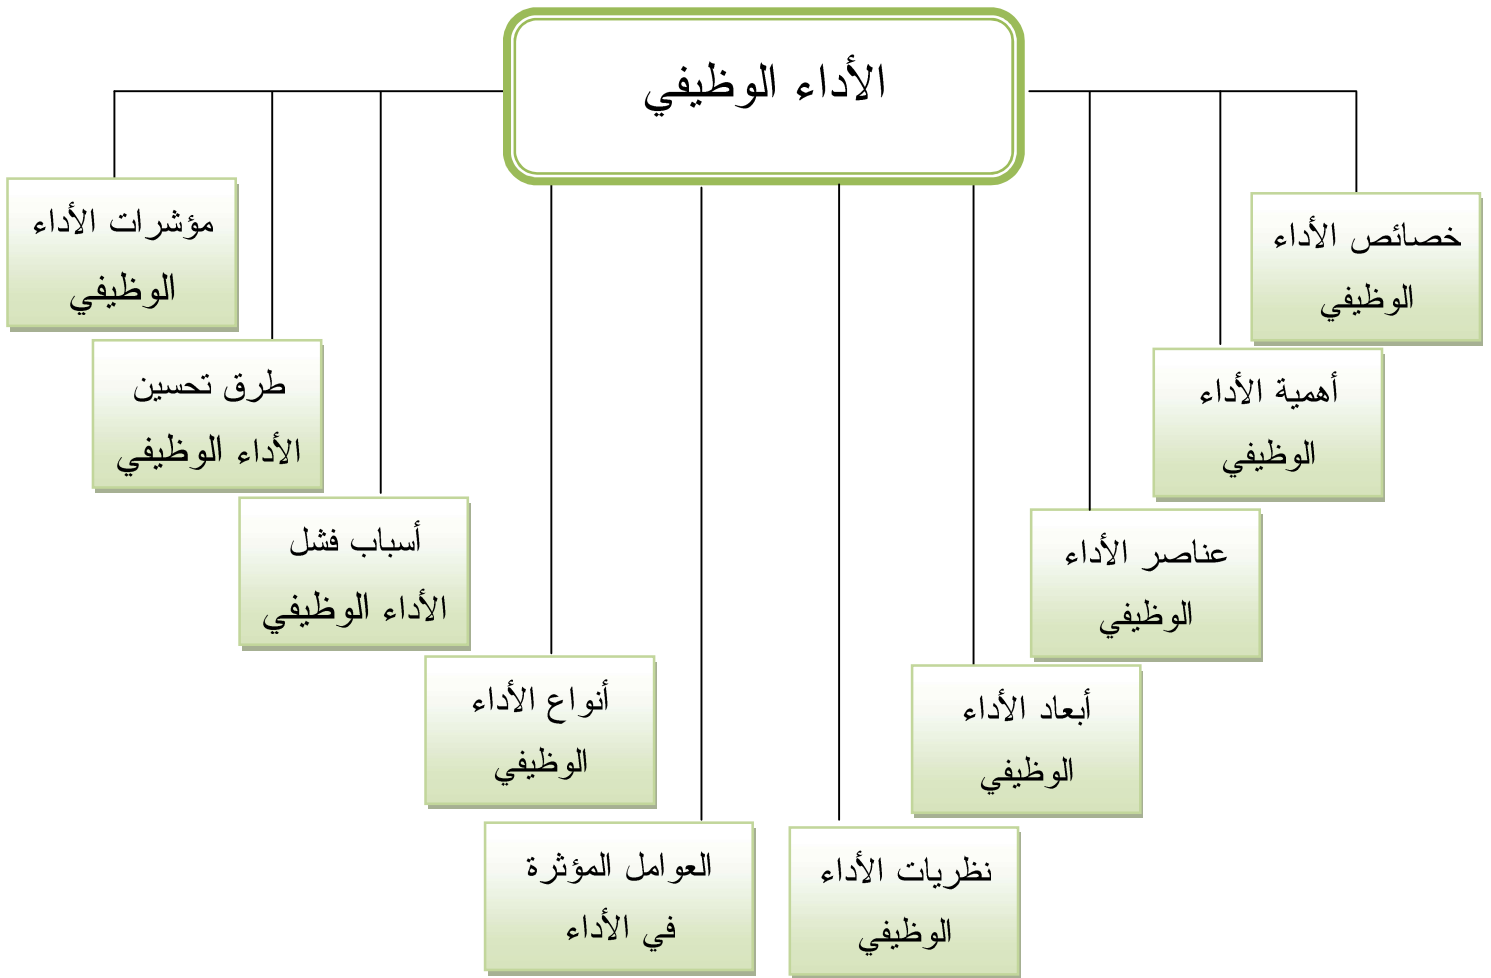 الأداء الوظيفي
خصائص الأداء
الوظيفي
أهمية الأداء
الوظيفي
عناصر الأداء
الوظيفي
أبعاد الأداء
الوظيفي
نظريات الأداء
الوظيفي
العوامل المؤثرة
في الأداء
أنواع الأداء
الوظيفي
أسباب فشل
الأداء الوظيفي
طرق تحسين
الأداء الوظيفي
مؤشرات الأداء
الوظيفي